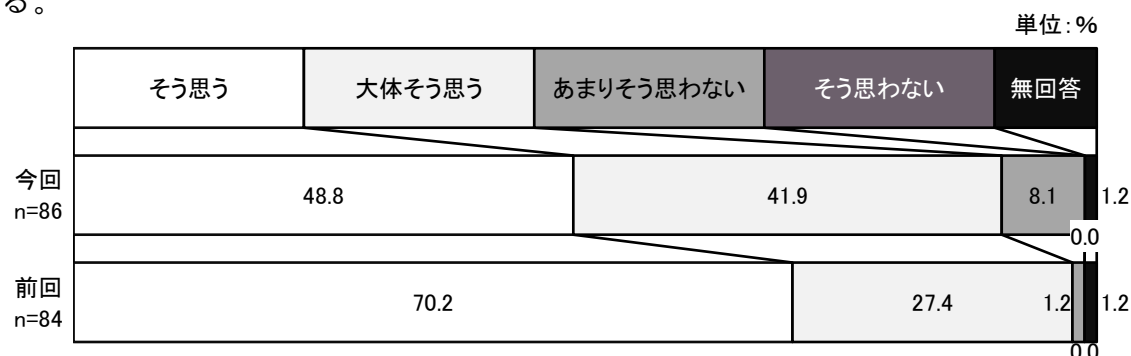 る。
単位：%
そう思う 大体そう思う あまりそう思わない そう思わない 無回答
今回
n=86
48.8 41.9 8.1 0.0 1.2
前回
n=84
70.2 27.4 1.2 0.0 1.2